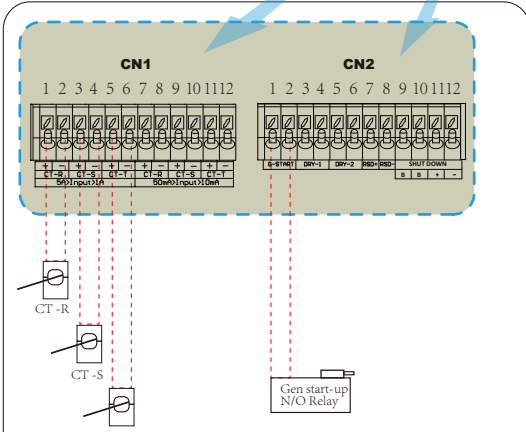 CN1 CN2
1 2 3 4 5 6 7 8 9 10 11 12 1 2 3 4 5 6 7 8 9 10 11 12
+ − + − + − + − + − + − G-START DRY-1 DRY-2 RSD+ RSD- SHUT DOWN
CT-R CT-S CT-T CT-R CT-S CT-T B B + −
5A>Input>1A 50mA>Input>10mA
CT -R
CT -S
Gen start-up
N/O Relay